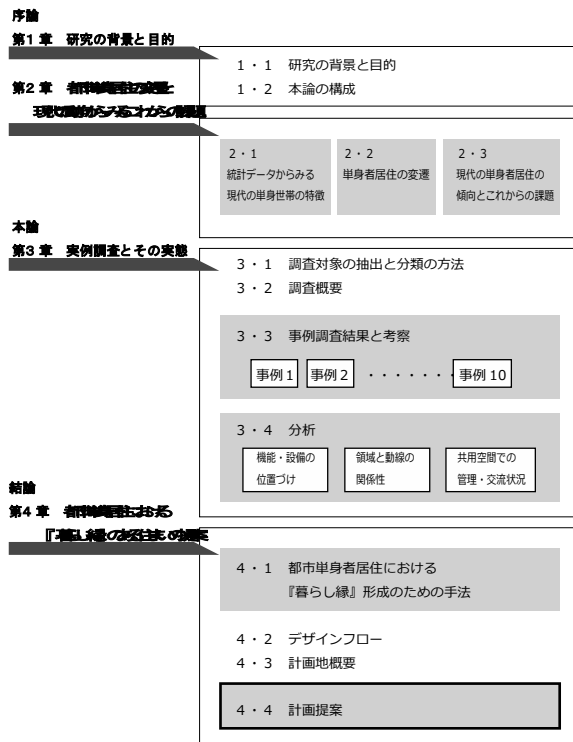 序論
第1章 研究の背景と目的
1・1 研究の背景と目的
1・2 本論の構成
第2章
2・1
統計データからみる
現代の単身世帯の特徴
2・2
単身者居住の変遷
2・3
現代の単身者居住の
傾向とこれからの課題
本論
第3章 実例調査とその実態
3・1 調査対象の抽出と分類の方法
3・2 調査概要
3・3 事例調査結果と考察
事例1 事例2 ・・・・・・・ 事例10
3・4 分析
機能・設備の
位置づけ
領域と動線の
関係性
共用空間での
管理・交流状況
結論
第4章
4・1 都市単身者居住における
『暮らし縁』形成のための手法
4・2 デザインフロー
4・3 計画地概要
4・4 計画提案